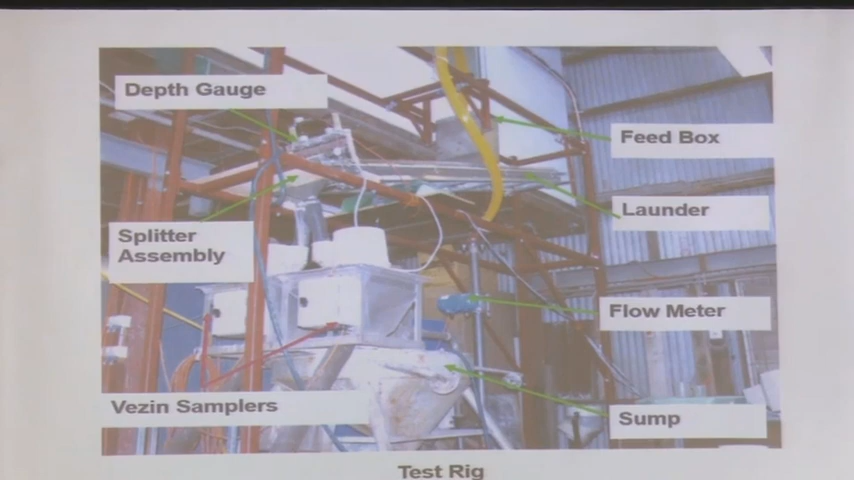 Depth Gauge
Feed Box
Launder
Splitter
Assembly
Flow Meter
Vezin Samplers
Sump
Test Rig